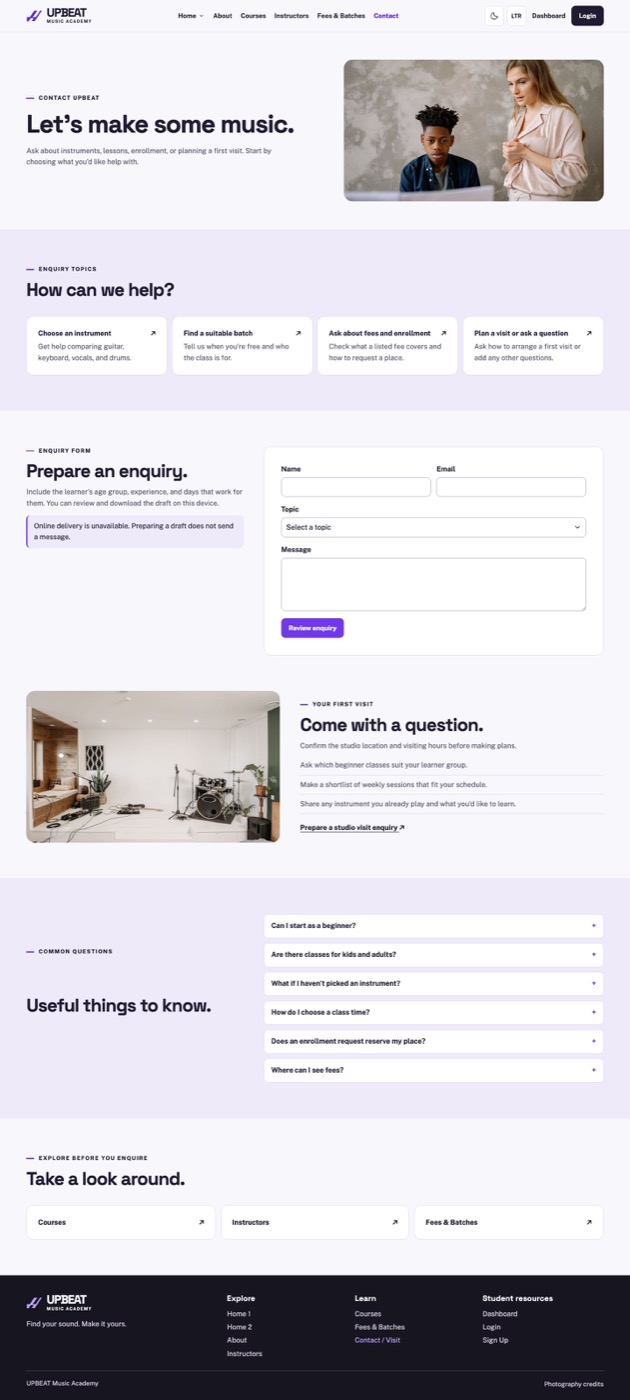 UPBEAT
MUSIC ACADEMY
Home
About
Courses
Instructors
Fees & Batches
Contact
LTR
Dashboard
Login
CONTACT UPBEAT
Let's make some music.
Ask about instruments, lessons, enrollment, or planning a first visit. Start by
choosing what you'd like help with.
ENQUIRY TOPICS
How can we help?
Choose an instrument
Get help comparing guitar,
keyboard, vocals, and drums.
Find a suitable batch
Tell us when you're free and who
the class is for.
Ask about fees and enrollment
Check what a listed fee covers and
how to request a place.
Plan a visit or ask a question
Ask how to arrange a first visit or
add any other questions.
ENQUIRY FORM
Prepare an enquiry.
Include the learner's age group, experience, and days that work for
them. You can review and download the draft on this device.
Online delivery is unavailable. Preparing a draft does not send
a message.
Name
Email
Topic
Select a topic
Message
Review enquiry
YOUR FIRST VISIT
Come with a question.
Confirm the studio location and visiting hours before making plans.
Ask which beginner classes suit your learner group.
Make a shortlist of weekly sessions that fit your schedule.
Share any instrument you already play and what you'd like to learn.
Prepare a studio visit enquiry
COMMON QUESTIONS
Useful things to know.
Can I start as a beginner?
Are there classes for kids and adults?
What if I haven't picked an instrument?
How do I choose a class time?
Does an enrollment request reserve my place?
Where can I see fees?
EXPLORE BEFORE YOU ENQUIRE
Take a look around.
Courses
Instructors
Fees & Batches
UPBEAT
MUSIC ACADEMY
Find your sound. Make it yours.
Explore
Home 1
Home 2
About
Instructors
Learn
Courses
Fees & Batches
Contact / Visit
Student resources
Dashboard
Login
Sign Up
UPBEAT Music Academy
Photography credits